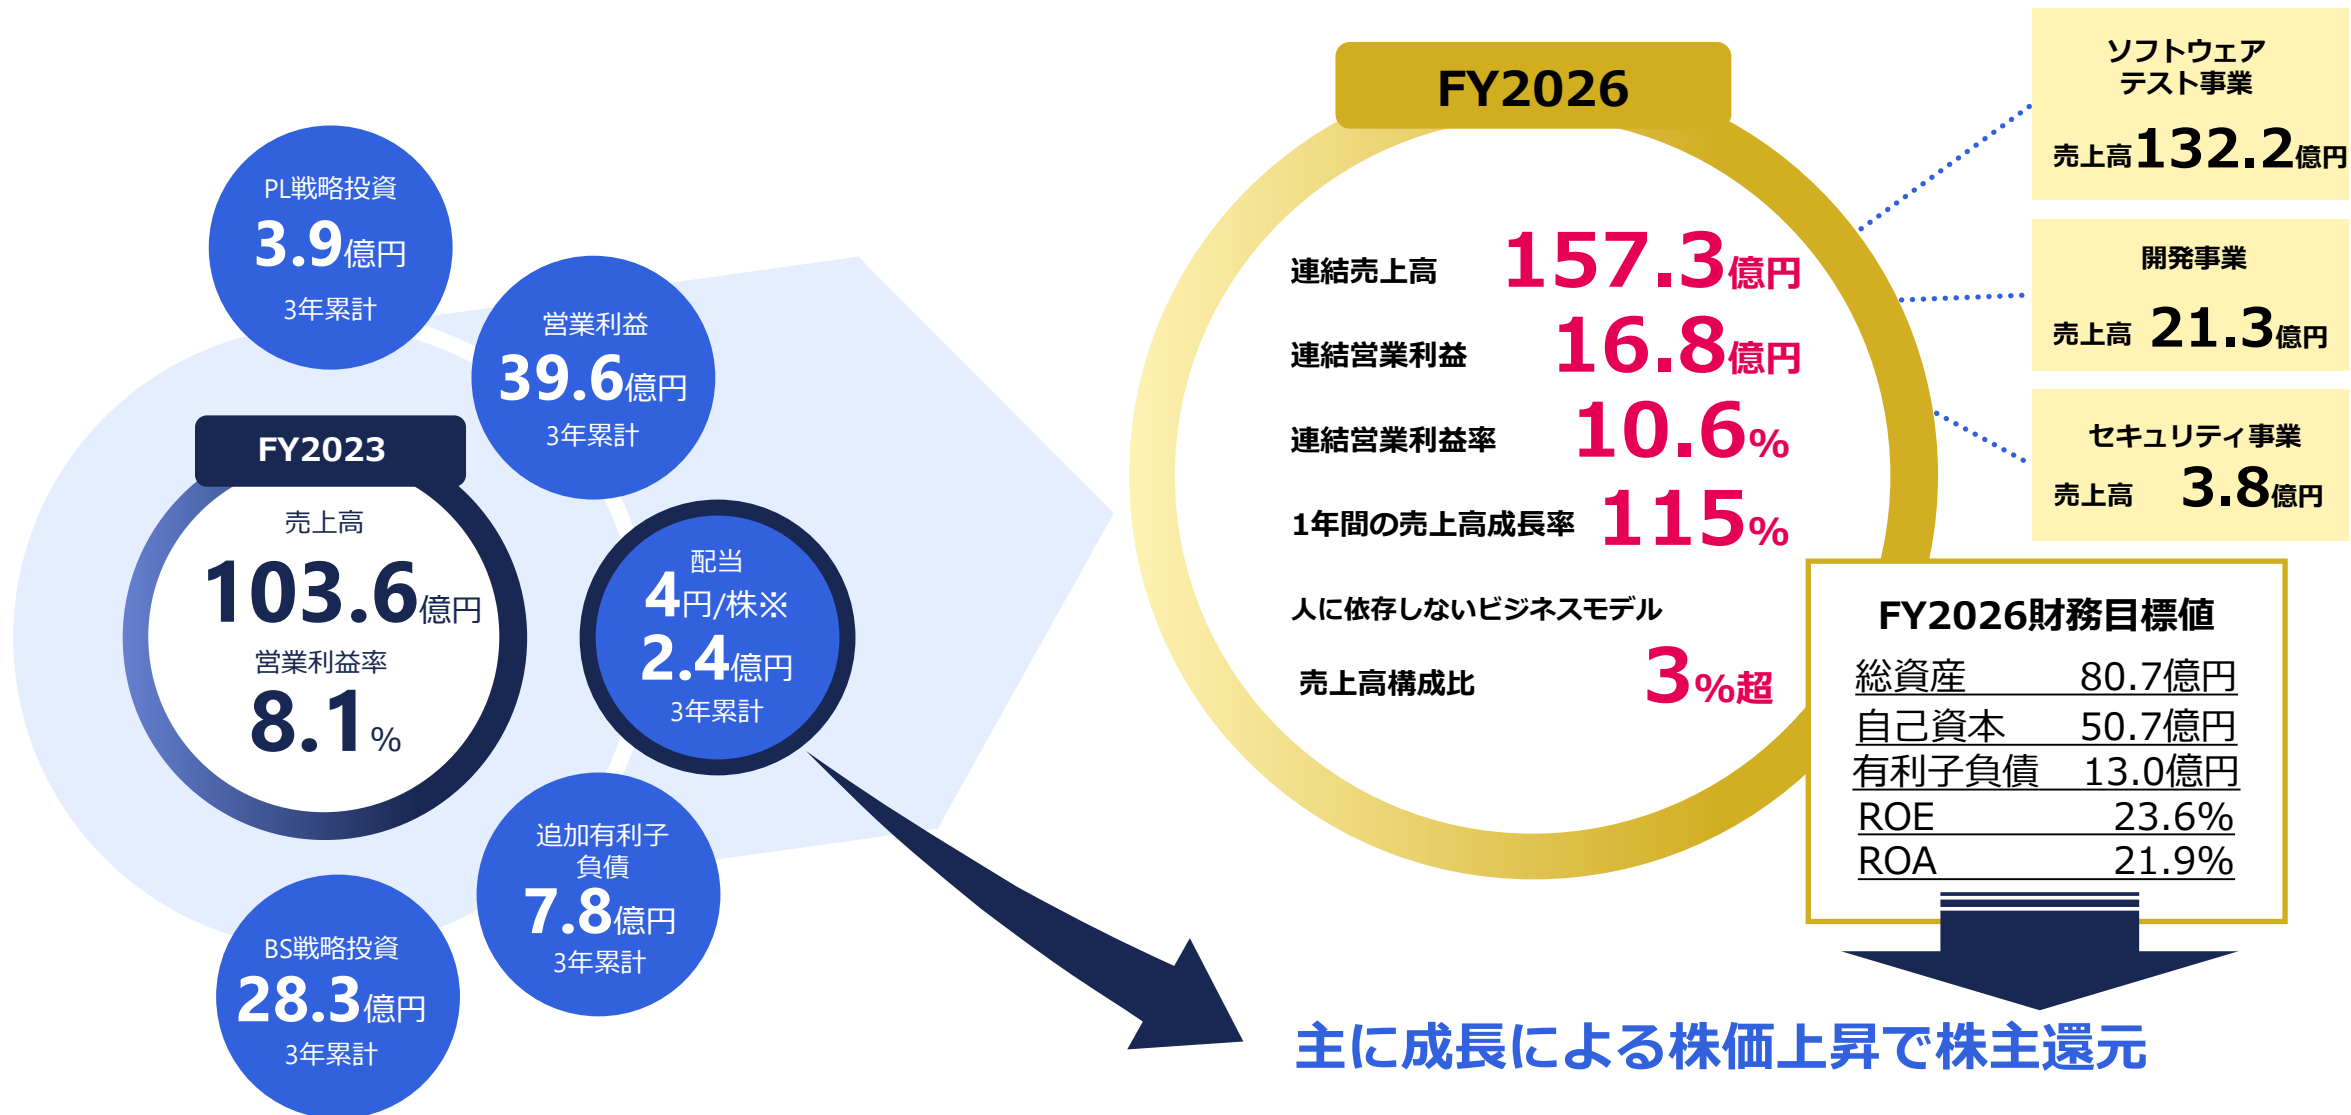 PL戦略投資
3.9億円
3年累計
営業利益
39.6億円
3年累計
FY2023
売上高
103.6億円
営業利益率
8.1%
配当
4円/株※
2.4億円
3年累計
追加有利子
負債
7.8億円
3年累計
BS戦略投資
28.3億円
3年累計
FY2026
連結売上高 157.3億円
連結営業利益 16.8億円
連結営業利益率 10.6%
1年間の売上高成長率 115%
人に依存しないビジネスモデル
売上高構成比 3%超
ソフトウェア
テスト事業
売上高132.2億円
開発事業
売上高 21.3億円
セキュリティ事業
売上高 3.8億円
FY2026財務目標値
総資産 80.7億円
自己資本 50.7億円
有利子負債 13.0億円
ROE 23.6%
ROA 21.9%
主に成長による株価上昇で株主還元